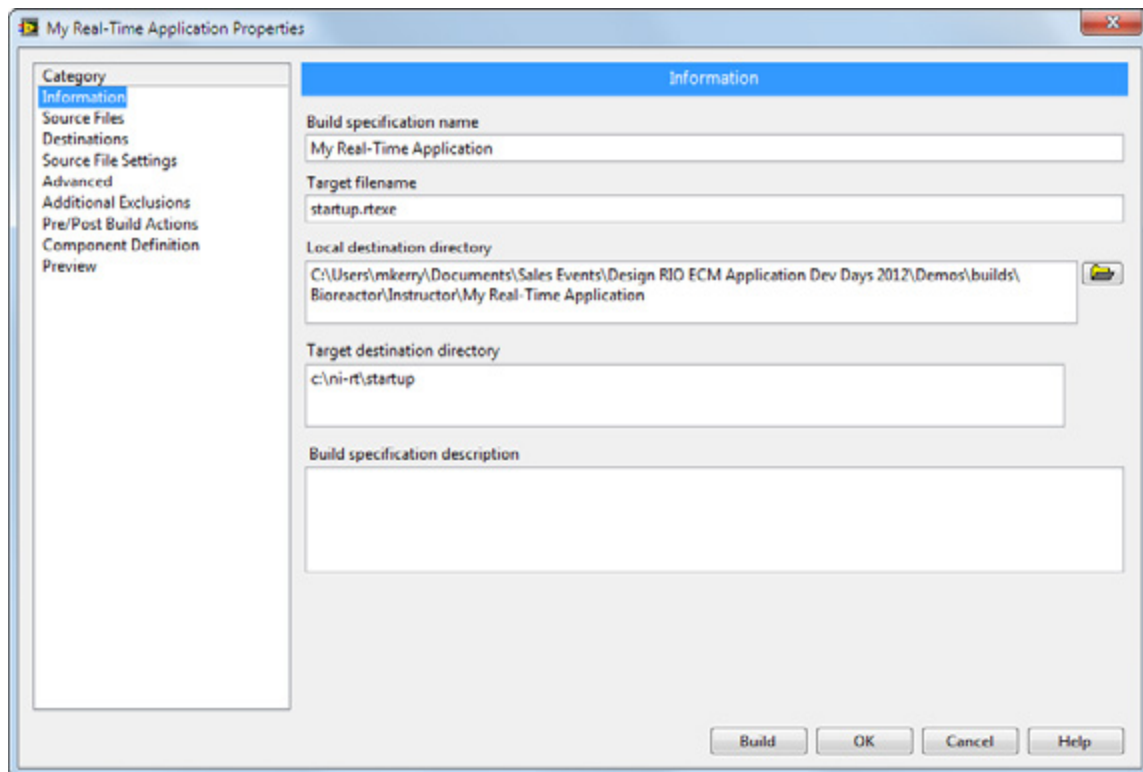 My Real-Time Application Properties
Category
Information
Source Files
Destinations
Source File Settings
Advanced
Additional Exclusions
Pre/Post Build Actions
Component Definition
Preview
Information
Build specification name
My Real-Time Application
Target filename
startup.rtexe
Local destination directory
C:\Users\mkerry\Documents\Sales Events\Design RIO ECM Application Dev Days 2012\Demos\builds\
Bioreactor\Instructor\My Real-Time Application
Target destination directory
c:\ni-rt\startup
Build specification description
Build
OK
Cancel
Help